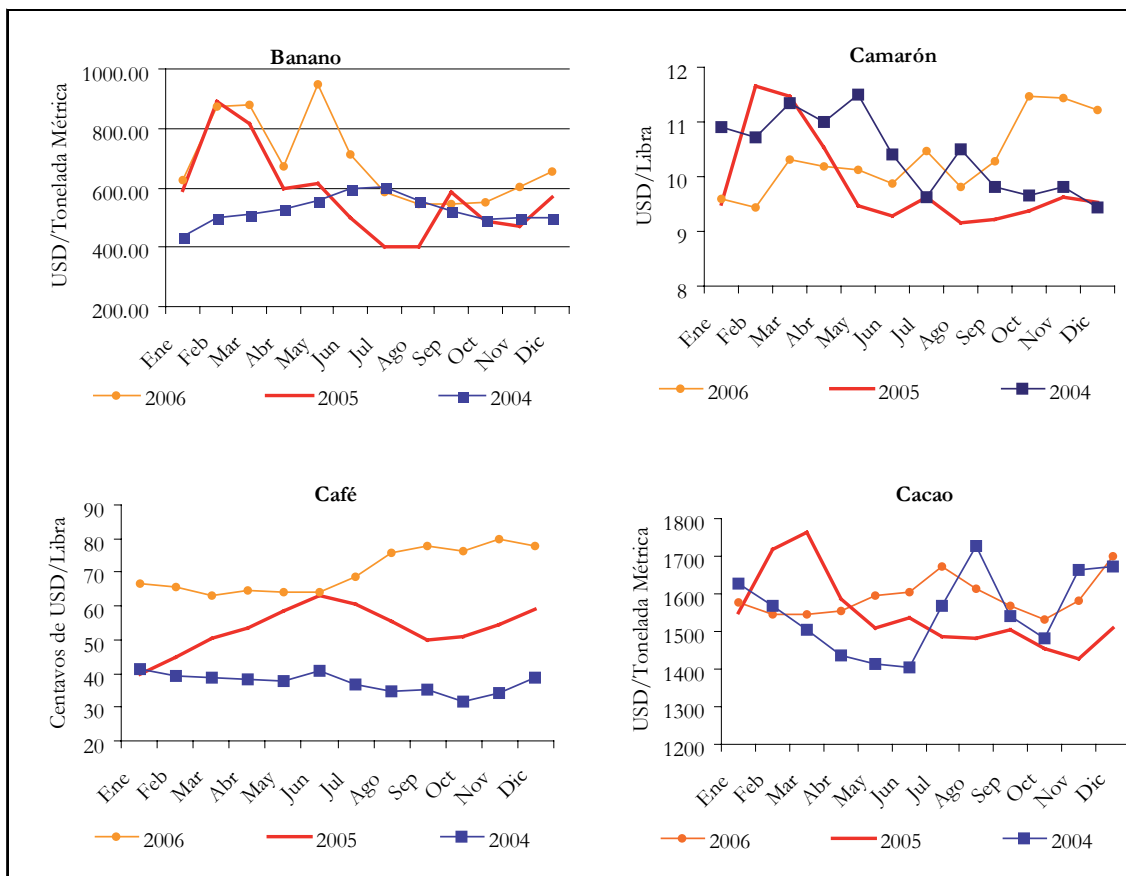 Banano
USD/Tonelada Métrica
1000.00
800.00
600.00
400.00
200.00
Ene Feb Mar Abr May Jun Jul Ago Sep Oct Nov Dic
2006 2005 2004
Camarón
USD/Libra
12
11
10
9
8
Ene Feb Mar Abr May Jun Jul Ago Sep Oct Nov Dic
2006 2005 2004
Café
Centavos de USD/Libra
90
80
70
60
50
40
30
20
Ene Feb Mar Abr May Jun Jul Ago Sep Oct Nov Dic
2006 2005 2004
Cacao
USD/Tonelada Métrica
1800
1700
1600
1500
1400
1300
1200
Ene Feb Mar Abr May Jun Jul Ago Sep Oct Nov Dic
2006 2005 2004